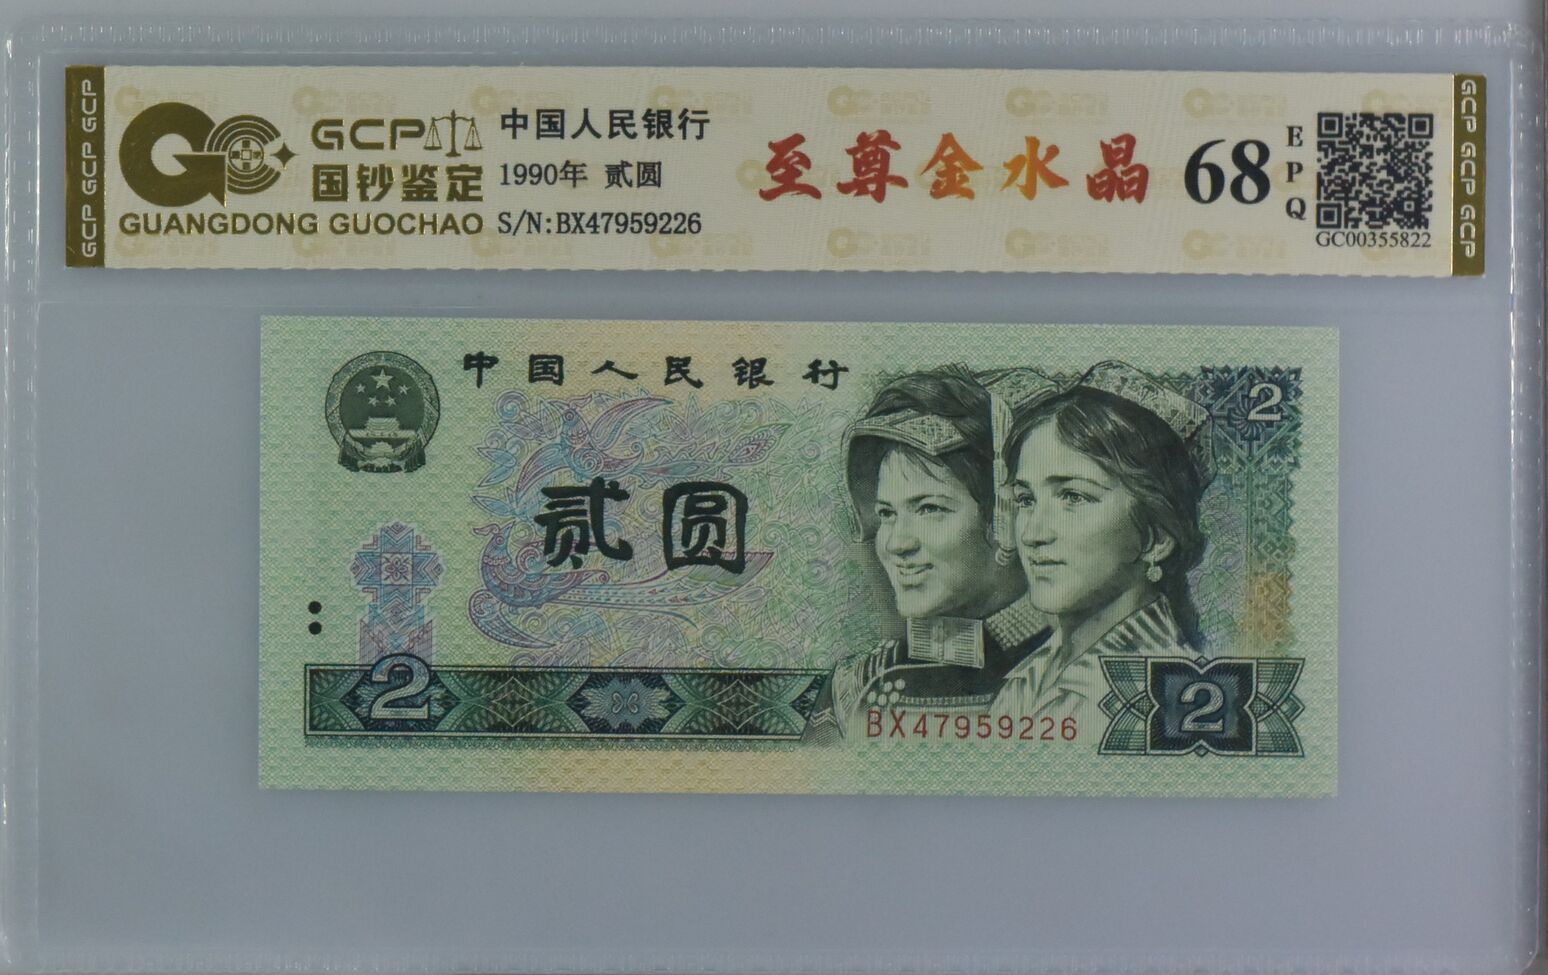 GCP GCP GCP
GCP
国钞鉴定
GUANGDONG GUOCHAO
中国人民银行
1990年 贰圆
S/N:BX47959226
至尊金水晶
68
EPQ
GC00355822
GCP GCP GCP
中国人民银行
2
贰圆
2
BX47959226
2